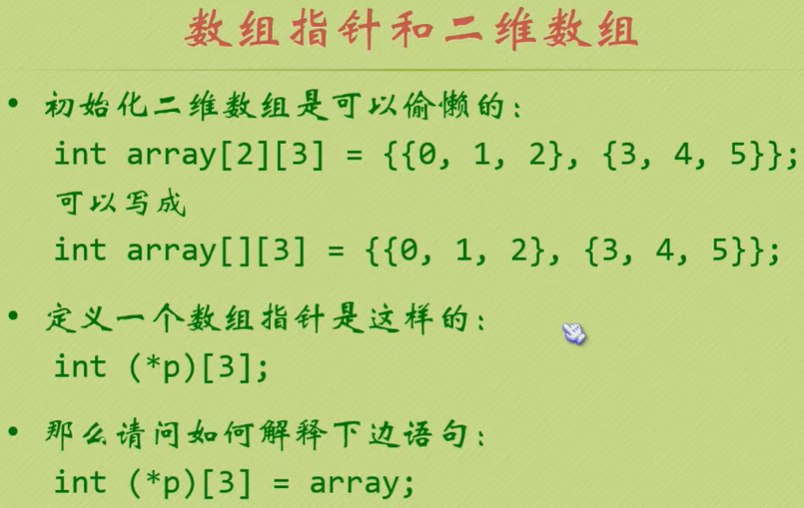 数组指针和二维数组
• 初始化二维数组是可以偷懒的：
int array[2][3] = {{0, 1, 2}, {3, 4, 5}};
可以写成
int array[][3] = {{0, 1, 2}, {3, 4, 5}};
• 定义一个数组指针是这样的：
int (*p)[3];
• 那么请问如何解释下边语句：
int (*p)[3] = array;